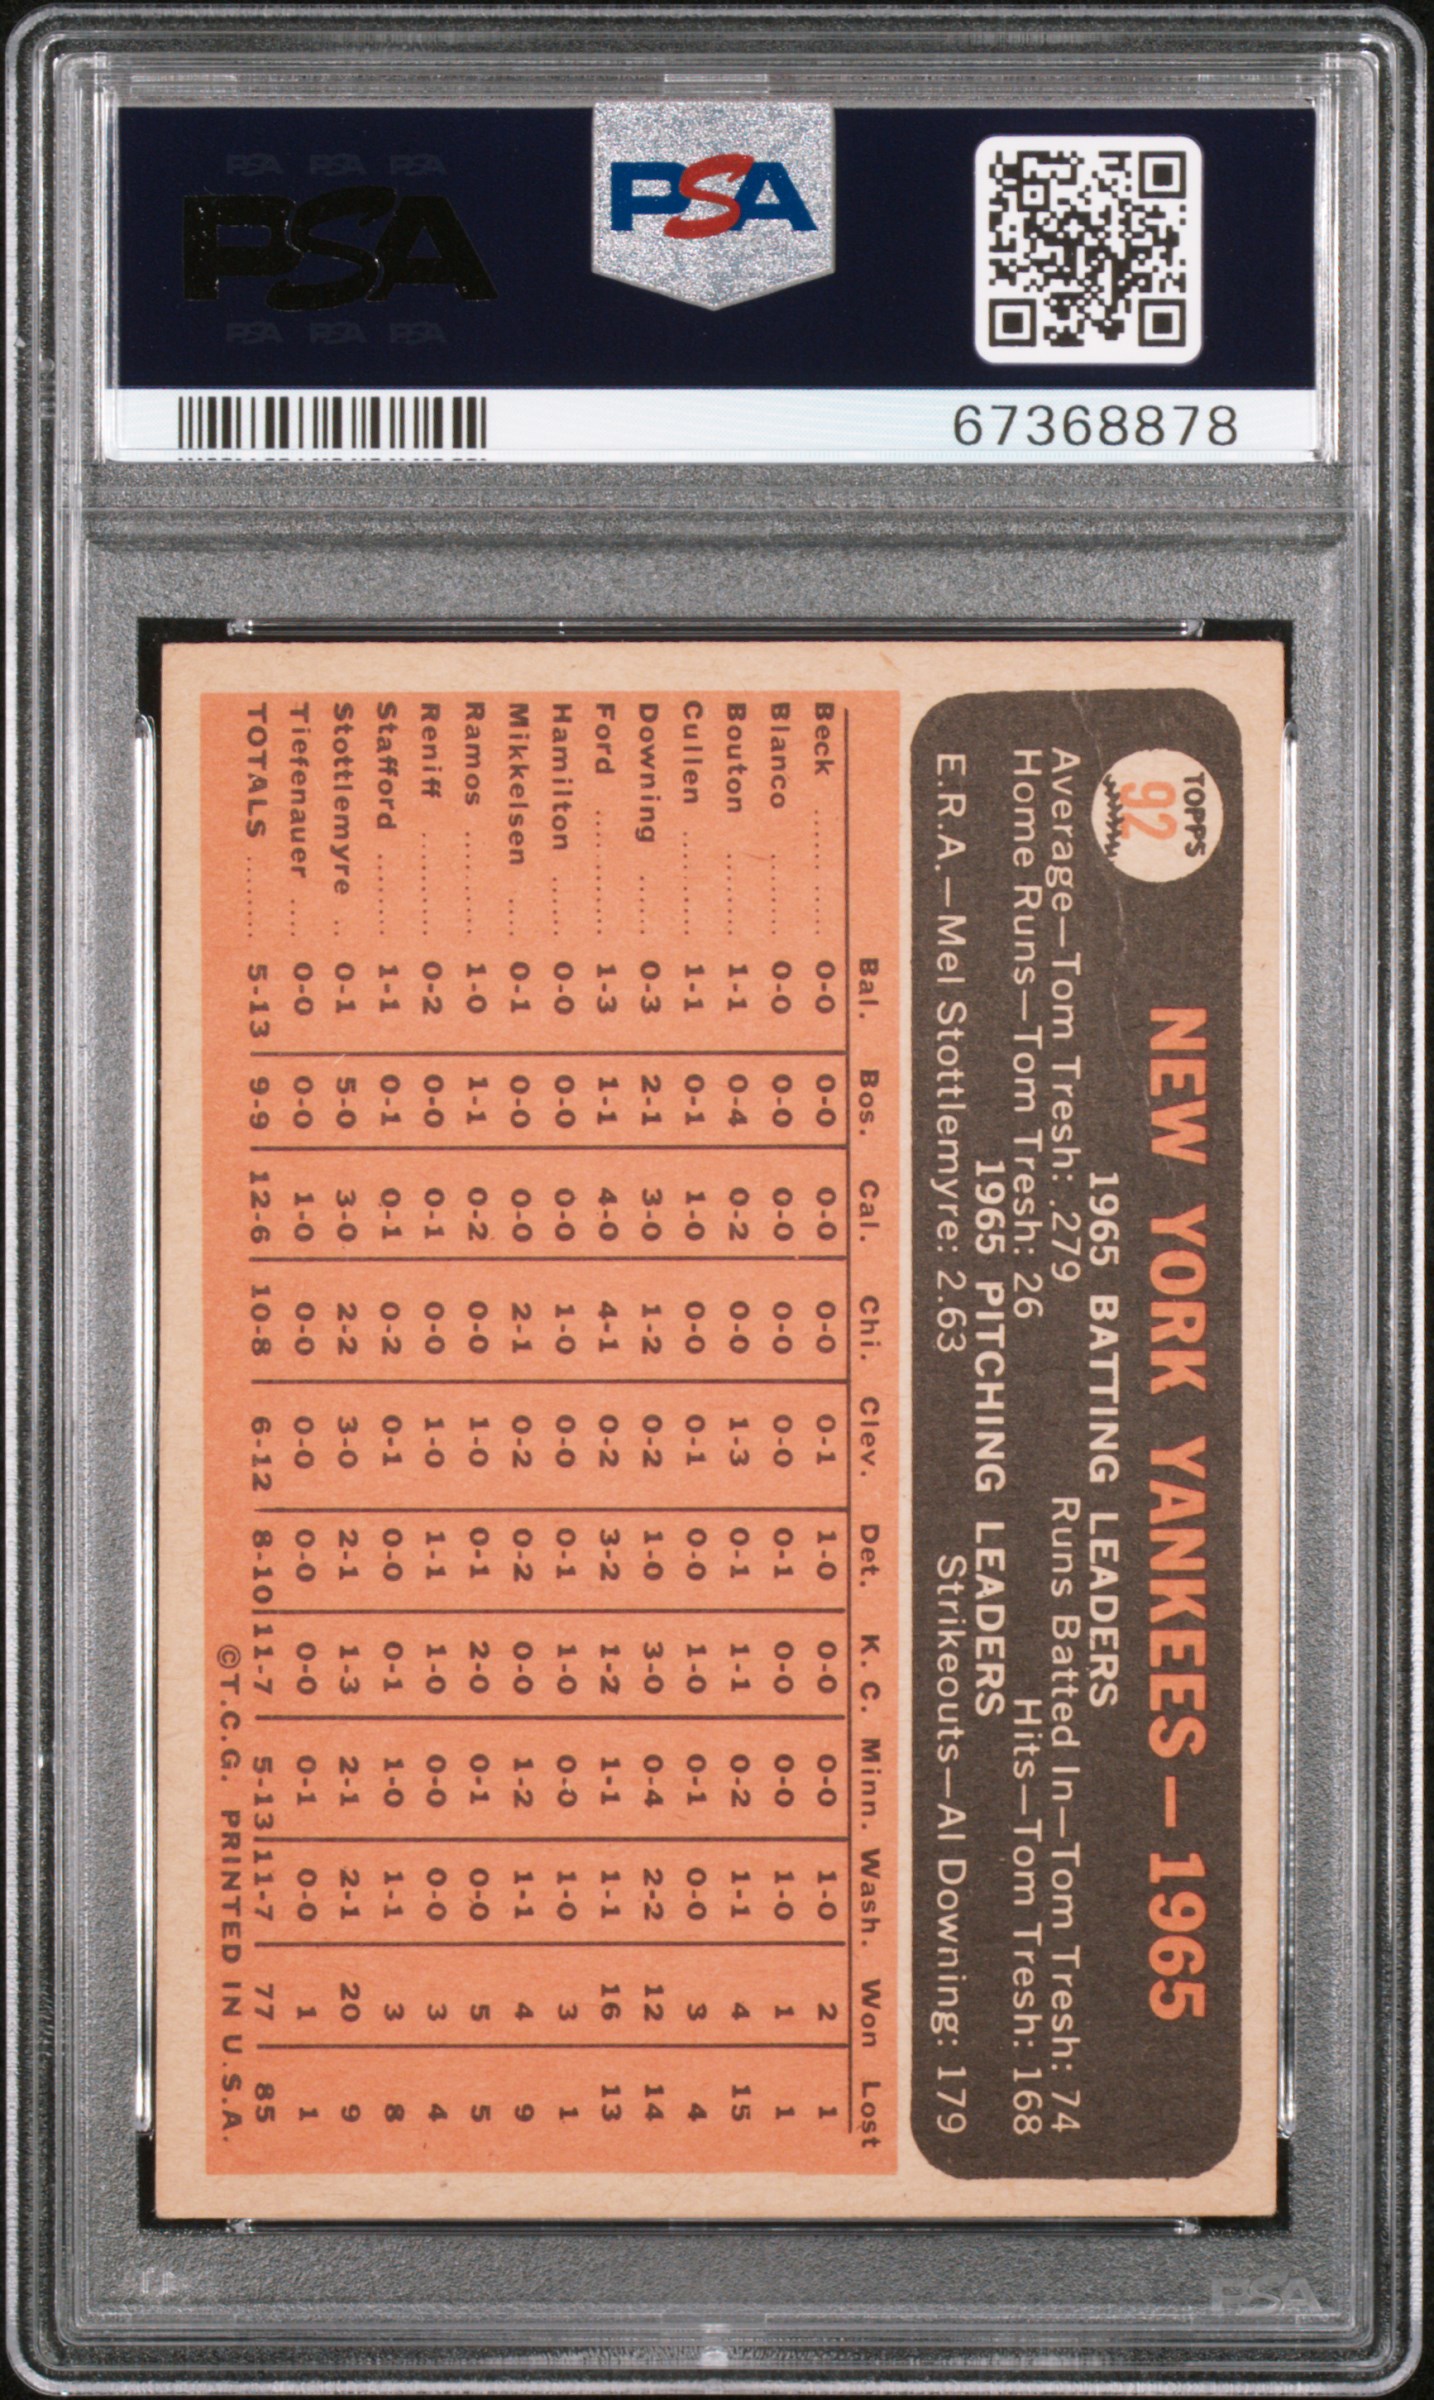 PSA PSA PSA
PSA
PSA PSA PSA
PSA
67368878
TOPPS
92
NEW YORK YANKEES—1965
1965 BATTING LEADERS
Average—Tom Tresh: .279 Runs Batted In—Tom Tresh: 74
Home Runs—Tom Tresh: 26 Hits—Tom Tresh: 168
1965 PITCHING LEADERS
E.R.A.—Mel Stottlemyre: 2.63 Strikeouts—Al Downing: 179
Bal. Bos. Cal. Chi. Clev. Det. K. C. Minn. Wash. Won Lost
Beck ........ 0-0 0-0 0-0 0-0 0-1 1-0 0-0 0-0 1-0 2 1
Blanco ........ 0-0 0-0 0-0 0-0 0-0 0-1 0-0 0-0 1-0 1 1
Bouton ........ 1-1 0-4 0-2 0-0 1-3 0-1 1-1 0-2 1-1 4 15
Cullen ......... 1-1 0-1 1-0 0-0 0-1 0-0 1-0 0-1 0-0 3 4
Downing ...... 0-3 2-1 3-0 1-2 0-2 1-0 3-0 0-4 2-2 12 14
Ford ........... 1-3 1-1 4-0 4-1 0-2 3-2 1-2 1-1 1-1 16 13
Hamilton ...... 0-0 0-0 0-0 1-0 0-0 0-1 1-0 0-0 1-0 3 1
Mikkelsen .... 0-1 0-0 0-0 2-1 0-2 0-2 0-0 1-2 1-1 4 9
Ramos ......... 1-0 1-1 0-2 0-0 1-0 0-1 2-0 0-1 0-0 5 5
Reniff ......... 0-2 0-0 0-1 0-0 1-0 1-1 1-0 0-0 0-0 3 4
Stafford ....... 1-1 0-1 0-1 0-2 0-1 0-0 0-1 1-0 1-1 3 8
Stottlemyre .. 0-1 5-0 3-0 2-2 3-0 2-1 1-3 2-1 2-1 20 9
Tiefenauer .... 0-0 0-0 1-0 0-0 0-0 0-0 0-0 0-1 0-0 1 1
TOTALS ....... 5-13 9-9 12-6 10-8 6-12 8-10 11-7 5-13 11-7 77 85
©T.C.G. PRINTED IN U.S.A.
PSA